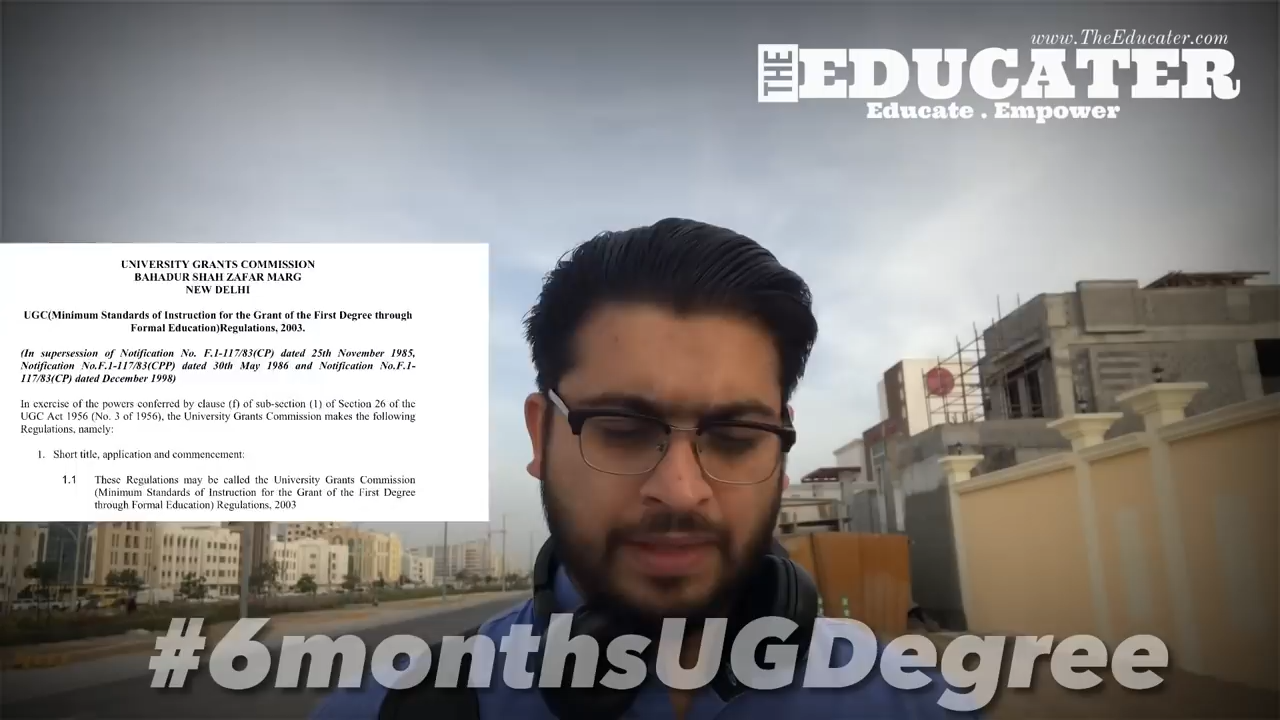 www.TheEducater.com
THE EDUCATER
Educate . Empower
UNIVERSITY GRANTS COMMISSION
BAHADUR SHAH ZAFAR MARG
NEW DELHI
UGC(Minimum Standards of Instruction for the Grant of the First Degree through
Formal Education)Regulations, 2003.
(In supersession of Notification No. F.1-117/83(CP) dated 25th November 1985,
Notification No.F.1-117/83(CPP) dated 30th May 1986 and Notification No.F.1-
117/83(CP) dated December 1998)
In exercise of the powers conferred by clause (f) of sub-section (1) of Section 26 of the
UGC Act 1956 (No. 3 of 1956), the University Grants Commission makes the following
Regulations, namely:
1. Short title, application and commencement:
1.1 These Regulations may be called the University Grants Commission
(Minimum Standards of Instruction for the Grant of the First Degree
through Formal Education) Regulations, 2003
#6monthsUGDegree